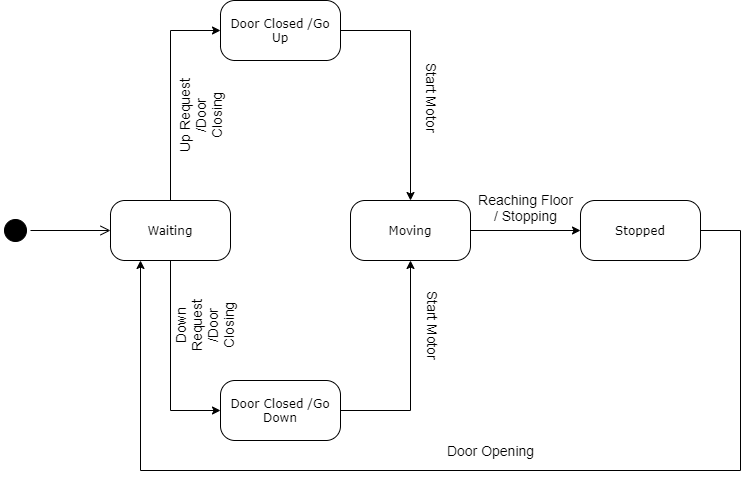 Door Closed /Go
Up
Up Request
/Door
Closing
Start Motor
Waiting
Moving
Reaching Floor
/ Stopping
Stopped
Down
Request
/Door
Closing
Start Motor
Door Closed /Go
Down
Door Opening